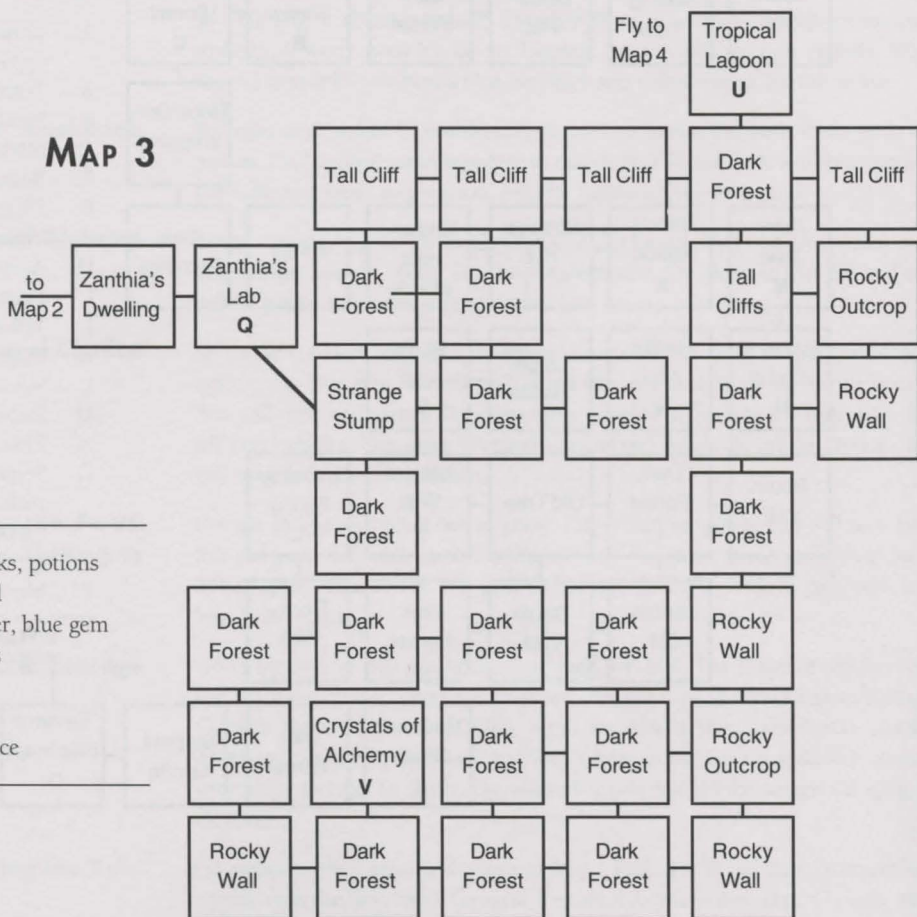 Fly to
Map 4
Tropical
Lagoon
U
MAP 3
Tall Cliff
Tall Cliff
Tall Cliff
Dark
Forest
Tall Cliff
to
Map 2
Zanthia's
Dwelling
Zanthia's
Lab
Q
Dark
Forest
Dark
Forest
Tall
Cliffs
Rocky
Outcrop
Strange
Stump
Dark
Forest
Dark
Forest
Dark
Forest
Rocky
Wall
Dark
Forest
Dark
Forest
ks, potions
er, blue gem
ce
Dark
Forest
Dark
Forest
Dark
Forest
Dark
Forest
Rocky
Wall
Dark
Forest
Crystals of
Alchemy
V
Dark
Forest
Dark
Forest
Rocky
Outcrop
Rocky
Wall
Dark
Forest
Dark
Forest
Dark
Forest
Rocky
Wall